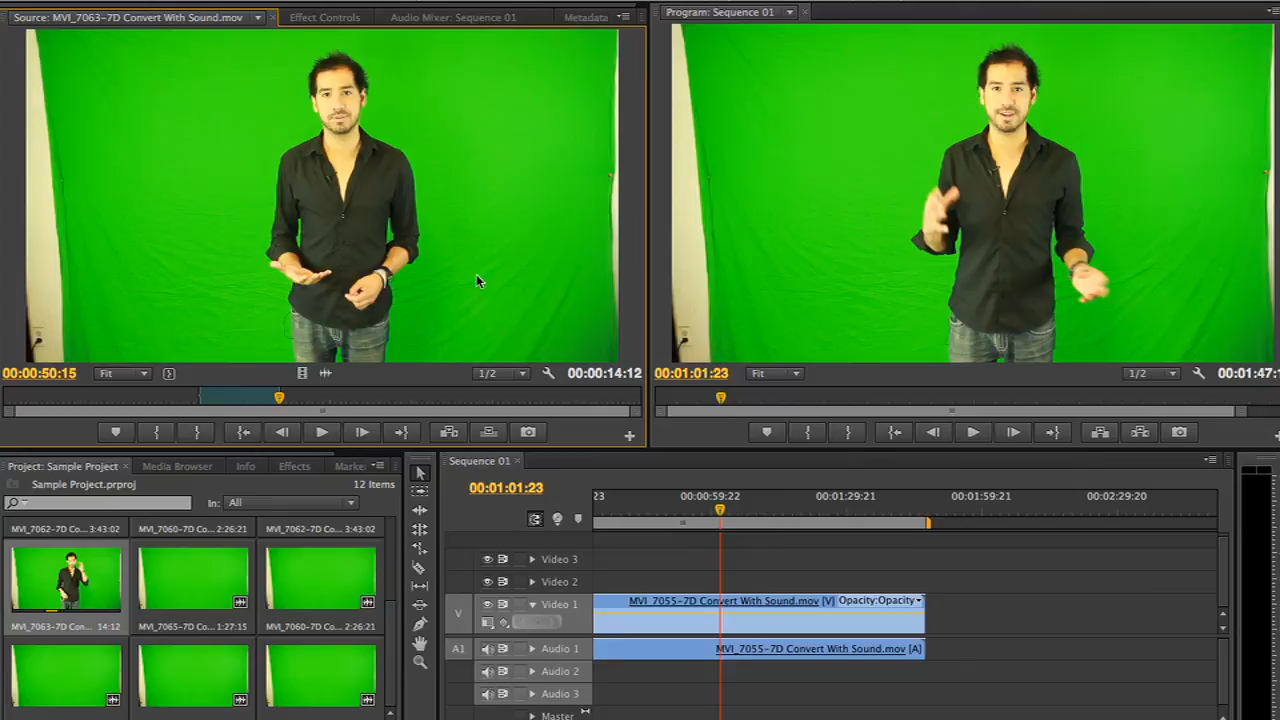 Source: MVI_7063-7D Convert With Sound.mov
Effect Controls
Audio Mixer: Sequence 01
Metadata
Program: Sequence 01
00:00:50:15
Fit
1/2
00:00:14:12
00:01:01:23
Fit
1/2
00:01:47:1
Project: Sample Project
Media Browser
Info
Effects
Marke
Sample Project.prproj
12 Items
In: All
MVI_7062-7D Co... 3:43:02
MVI_7060-7D Co... 2:26:21
MVI_7062-7D Co... 3:43:02
MVI_7063-7D Con... 14:12
MVI_7065-7D Co... 1:27:15
MVI_7060-7D Co... 2:26:21
Sequence 01
00:01:01:23
23
00:00:59:22
00:01:29:21
00:01:59:21
00:02:29:20
Video 3
Video 2
V
Video 1
MVI_7055-7D Convert With Sound.mov [V] Opacity:Opacity
A1
Audio 1
MVI_7055-7D Convert With Sound.mov [A]
Audio 2
Audio 3
Master